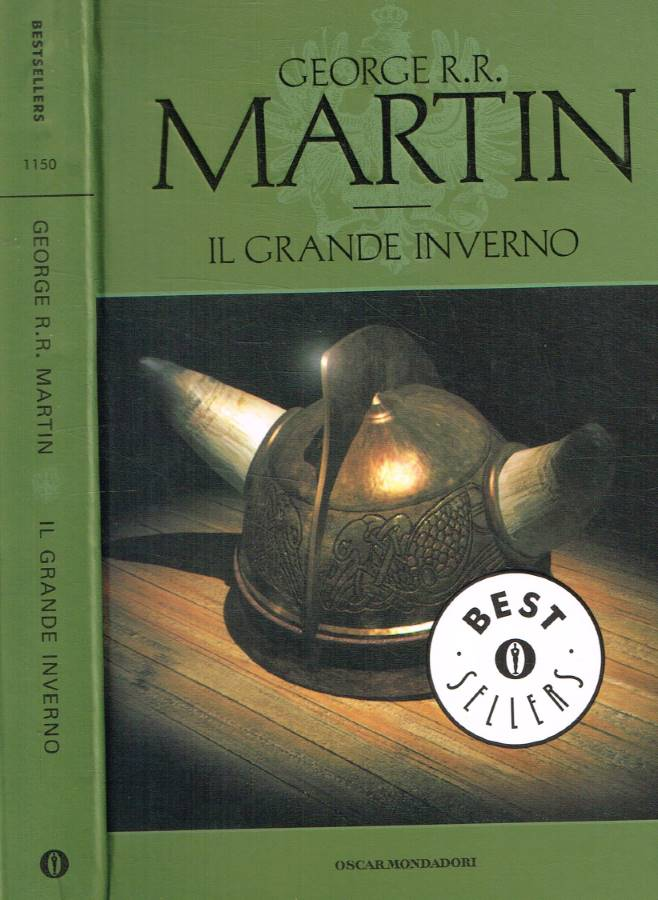 BESTSELLERS
1150
GEORGE R.R. MARTIN
IL GRANDE INVERNO
GEORGE R.R.
MARTIN
IL GRANDE INVERNO
BEST
SELLERS
OSCAR MONDADORI